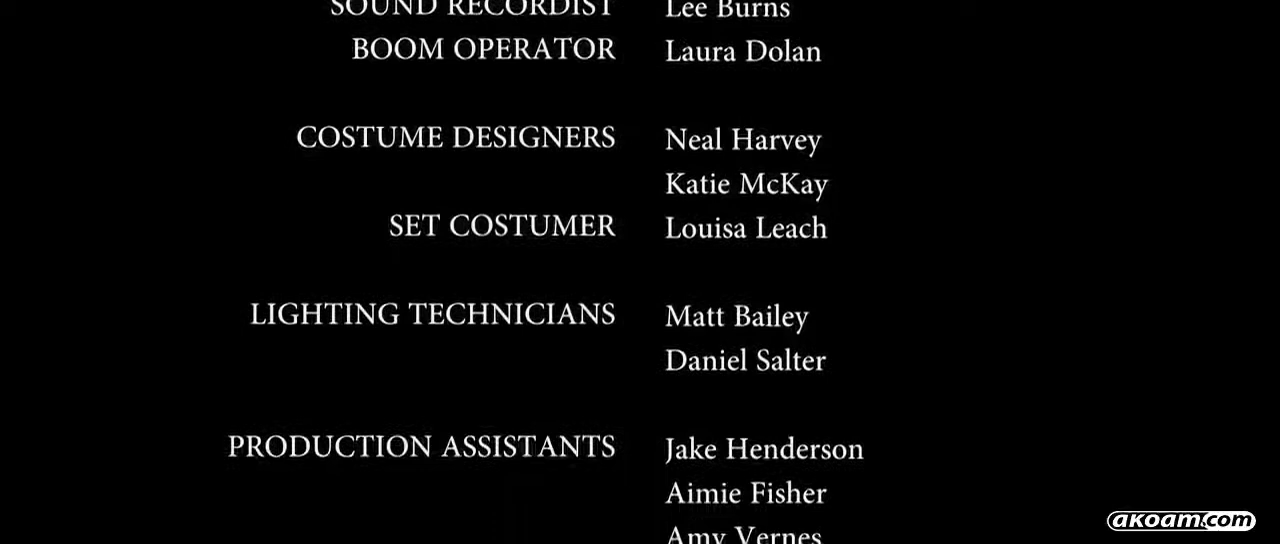 SOUND RECORDIST Lee Burns
BOOM OPERATOR Laura Dolan
COSTUME DESIGNERS Neal Harvey
Katie McKay
SET COSTUMER Louisa Leach
LIGHTING TECHNICIANS Matt Bailey
Daniel Salter
PRODUCTION ASSISTANTS Jake Henderson
Aimie Fisher
Amy Vernes
akoam.com